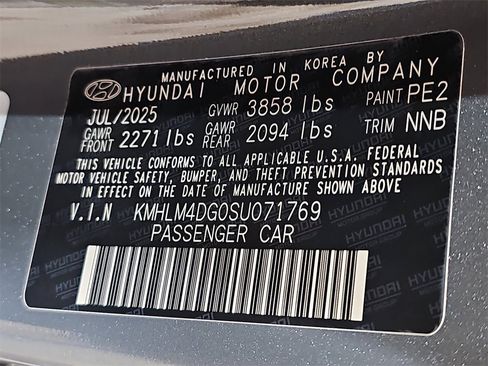 MANUFACTURED IN KOREA BY
HYUNDAI MOTOR COMPANY
JUL/2025 GVWR 3858 lbs PAINT PE2
GAWR FRONT 2271 lbs GAWR REAR 2094 lbs TRIM NNB
THIS VEHICLE CONFORMS TO ALL APPLICABLE U.S.A. FEDERAL
MOTOR VEHICLE SAFETY, BUMPER, AND THEFT PREVENTION STANDARDS
IN EFFECT ON THE DATE OF MANUFACTURE SHOWN ABOVE
V.I.N KMHLM4DG0SU071769
PASSENGER CAR